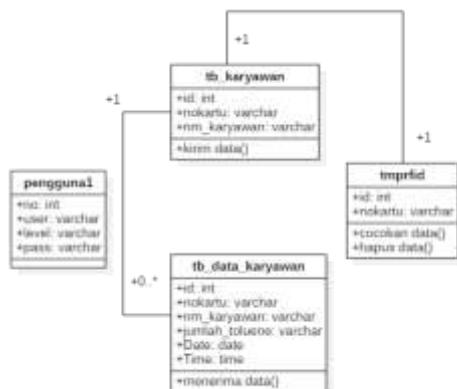 +1
tb_karyawan
+id: int
+nokartu: varchar
+nm_karyawan: varchar
+kirim data()
+1
+1
tmprfid
+id: int
+nokartu: varchar
+cocokan data()
+hapus data()
pengguna1
+no: int
+user: varchar
+level: varchar
+pass: varchar
+0..*
tb_data_karyawan
+id: int
+nokartu: varchar
+nm_karyawan: varchar
+jumlah_toluene: varchar
+Date: date
+Time: time
+menerima data()